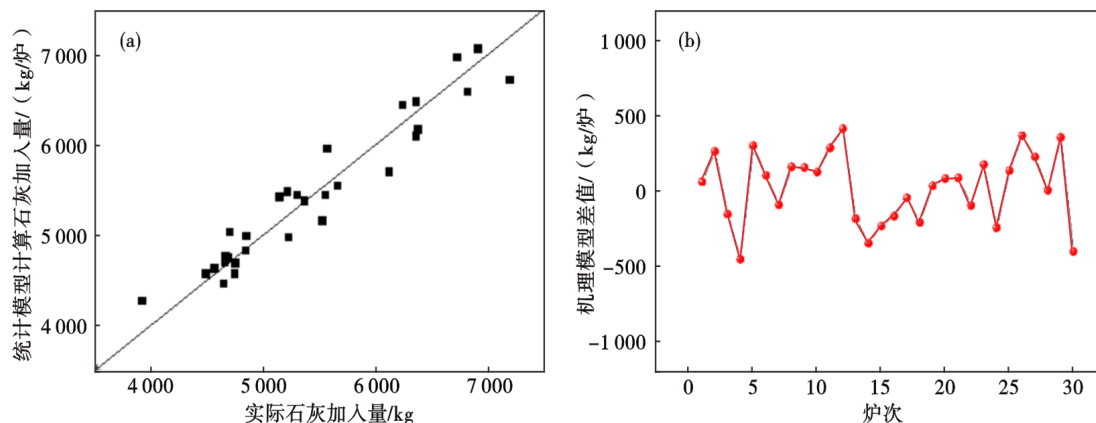 (a)
统计模型计算石灰加入量/(kg/炉)
7 000
6 000
5 000
4 000
4 000 5 000 6 000 7 000
实际石灰加入量/kg
(b)
机理模型差值/(kg/炉)
1 000
500
0
-500
-1 000
0 5 10 15 20 25 30
炉次